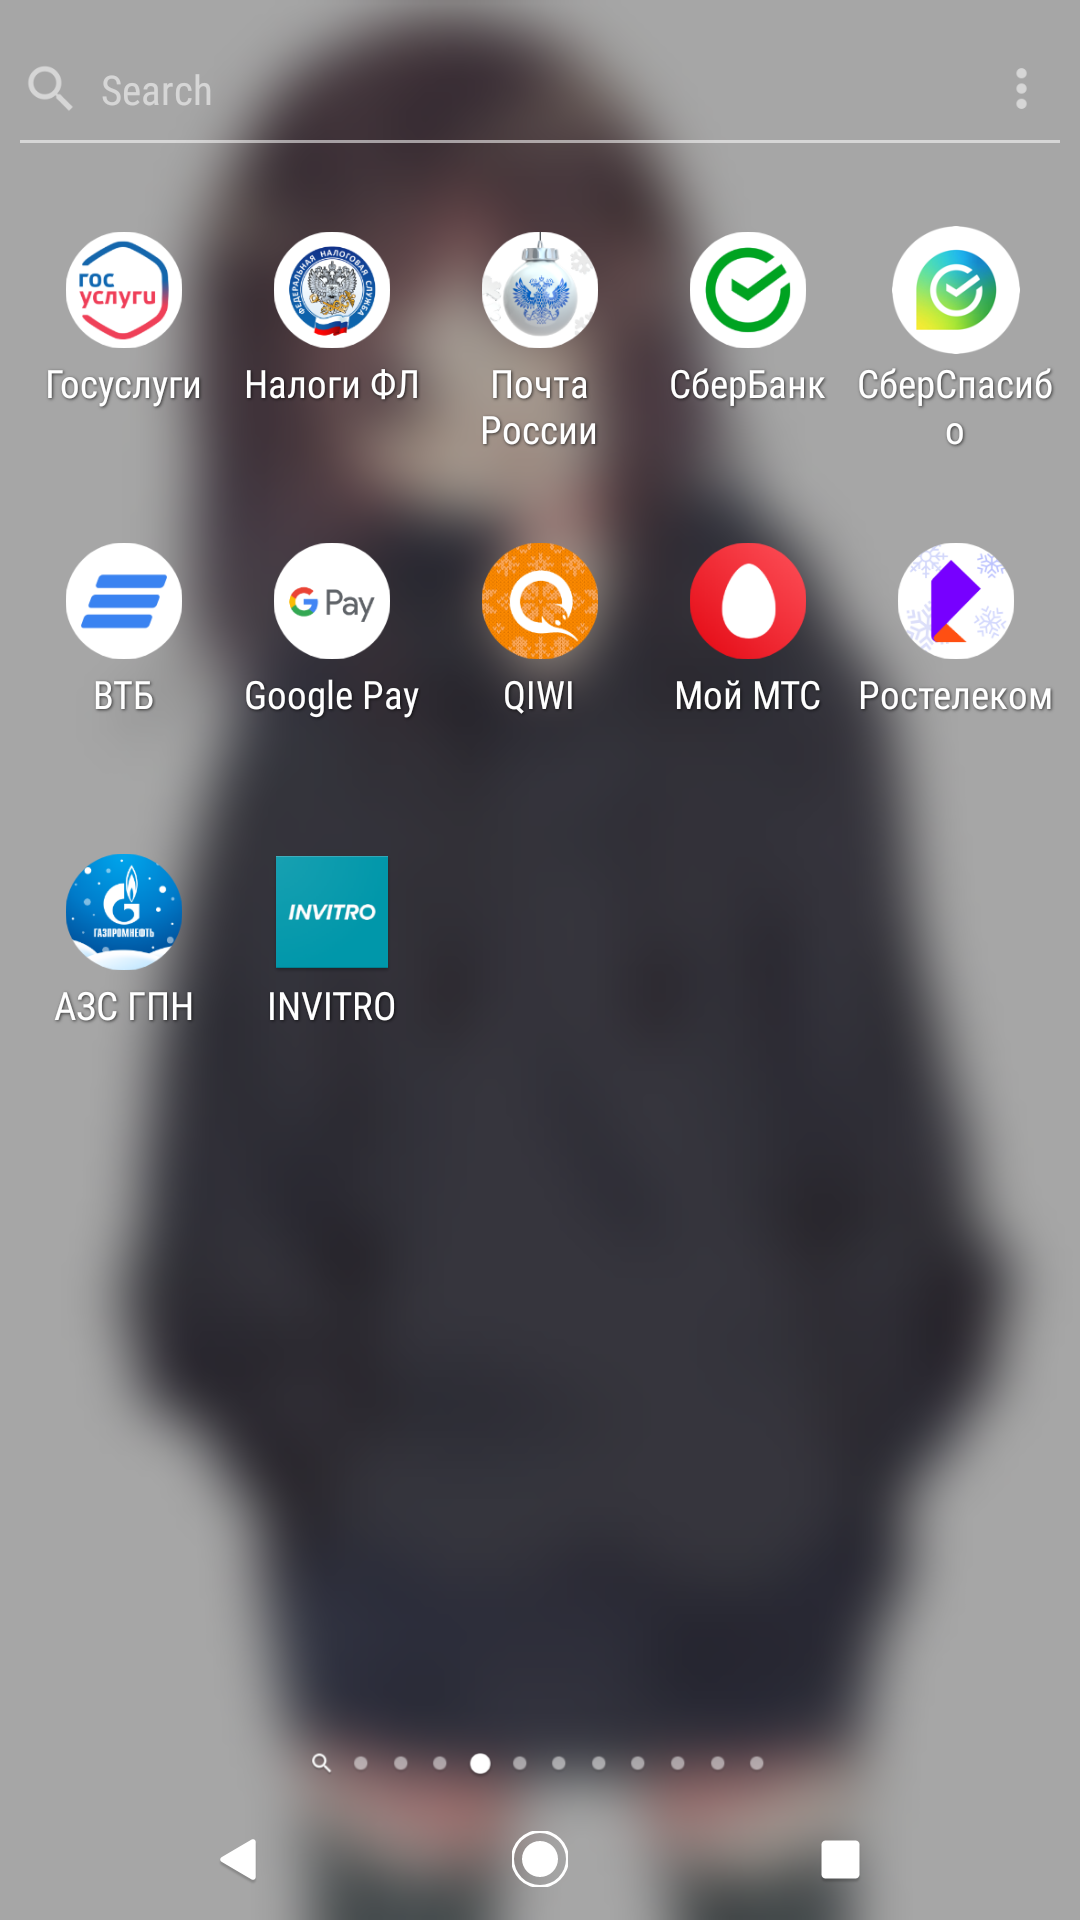 Search
гос
услуги
ФЕДЕРАЛЬНАЯ НАЛОГОВАЯ СЛУЖБА
Госуслуги
Налоги ФЛ
Почта
России
СберБанк
СберСпасиб
о
G Pay
ВТБ
Google Pay
QIWI
Мой МТС
Ростелеком
ГАЗПРОМНЕФТЬ
INVITRO
АЗС ГПН
INVITRO